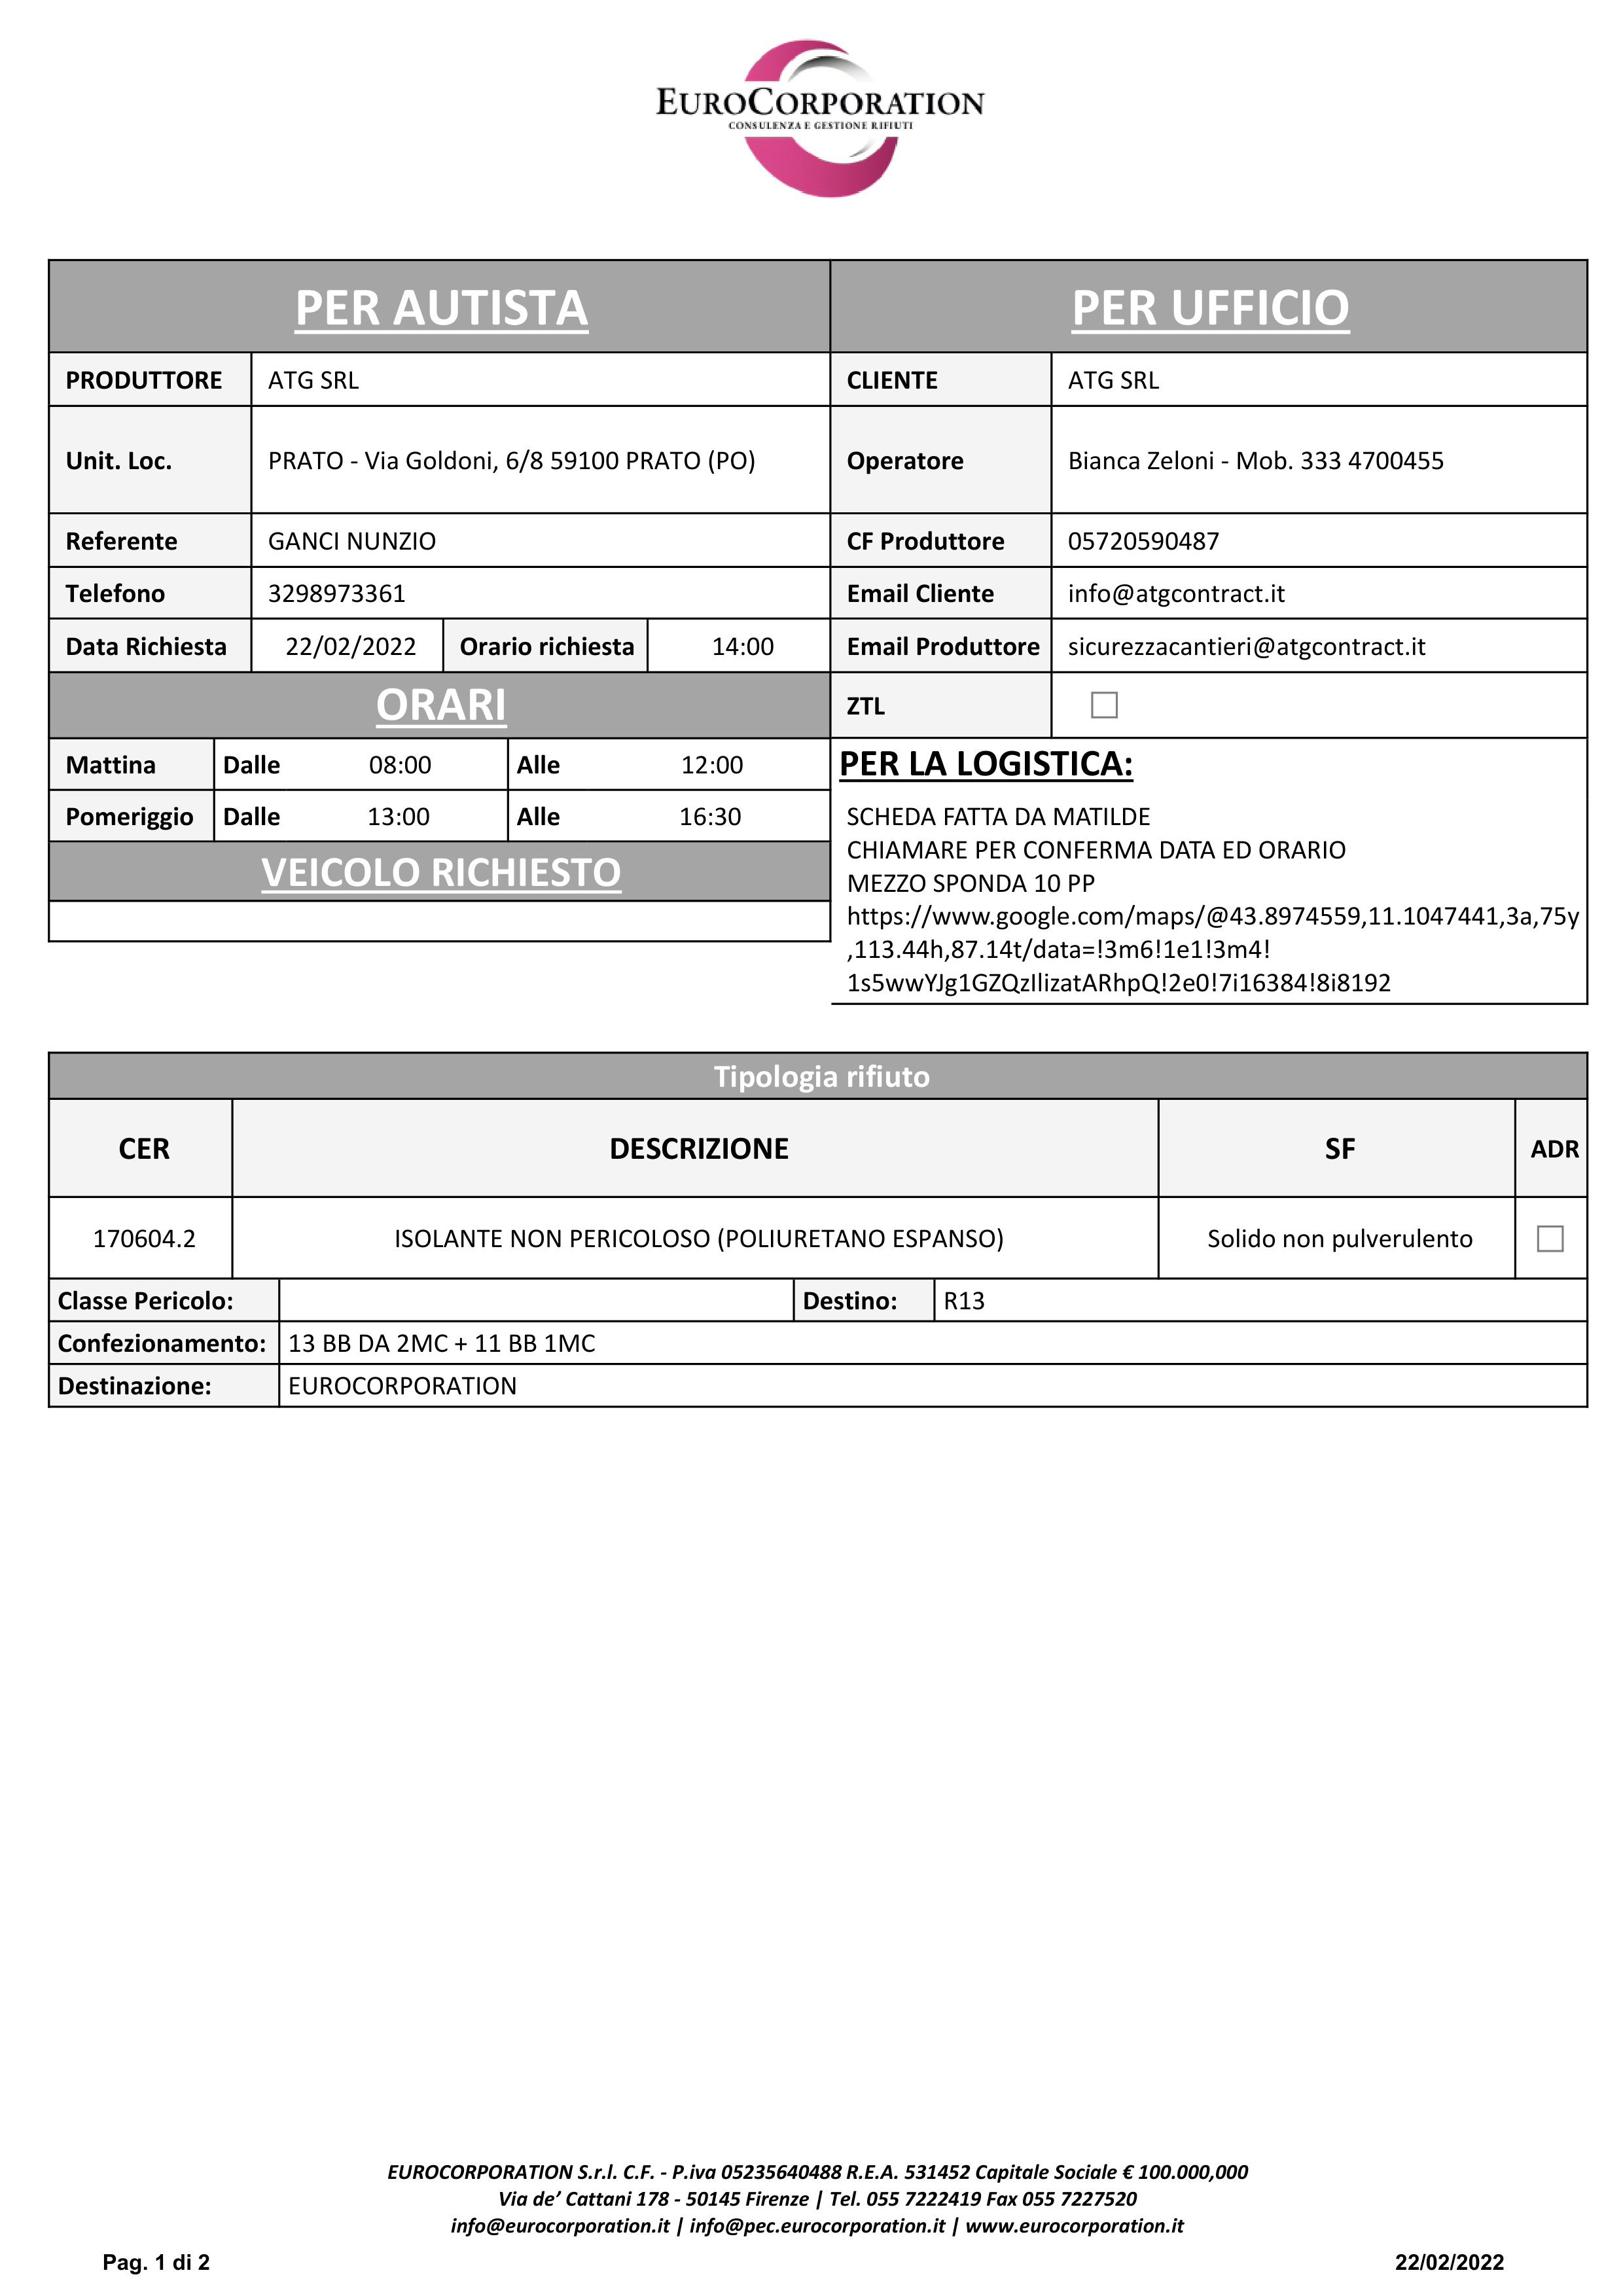 EUROCORPORATION
CONSULENZA E GESTIONE RIFIUTI
PER AUTISTA
PRODUTTORE ATG SRL
Unit. Loc. PRATO - Via Goldoni, 6/8 59100 PRATO (PO)
Referente GANCI NUNZIO
Telefono 3298973361
Data Richiesta 22/02/2022 Orario richiesta 14:00
ORARI
Mattina Dalle 08:00 Alle 12:00
Pomeriggio Dalle 13:00 Alle 16:30
VEICOLO RICHIESTO
PER UFFICIO
CLIENTE ATG SRL
Operatore Bianca Zeloni - Mob. 333 4700455
CF Produttore 05720590487
Email Cliente info@atgcontract.it
Email Produttore sicurezzacantieri@atgcontract.it
ZTL
PER LA LOGISTICA:
SCHEDA FATTA DA MATILDE
CHIAMARE PER CONFERMA DATA ED ORARIO
MEZZO SPONDA 10 PP
https://www.google.com/maps/@43.8974559,11.1047441,3a,75y
,113.44h,87.14t/data=!3m6!1e1!3m4!
1s5wwYJg1GZQzIlizatARhpQ!2e0!7i16384!8i8192
Tipologia rifiuto
CER DESCRIZIONE SF ADR
170604.2 ISOLANTE NON PERICOLOSO (POLIURETANO ESPANSO) Solido non pulverulento
Classe Pericolo: Destino: R13
Confezionamento: 13 BB DA 2MC + 11 BB 1MC
Destinazione: EUROCORPORATION
EUROCORPORATION S.r.l. C.F. - P.iva 05235640488 R.E.A. 531452 Capitale Sociale € 100.000,000
Via de’ Cattani 178 - 50145 Firenze | Tel. 055 7222419 Fax 055 7227520
info@eurocorporation.it | info@pec.eurocorporation.it | www.eurocorporation.it
Pag. 1 di 2 22/02/2022